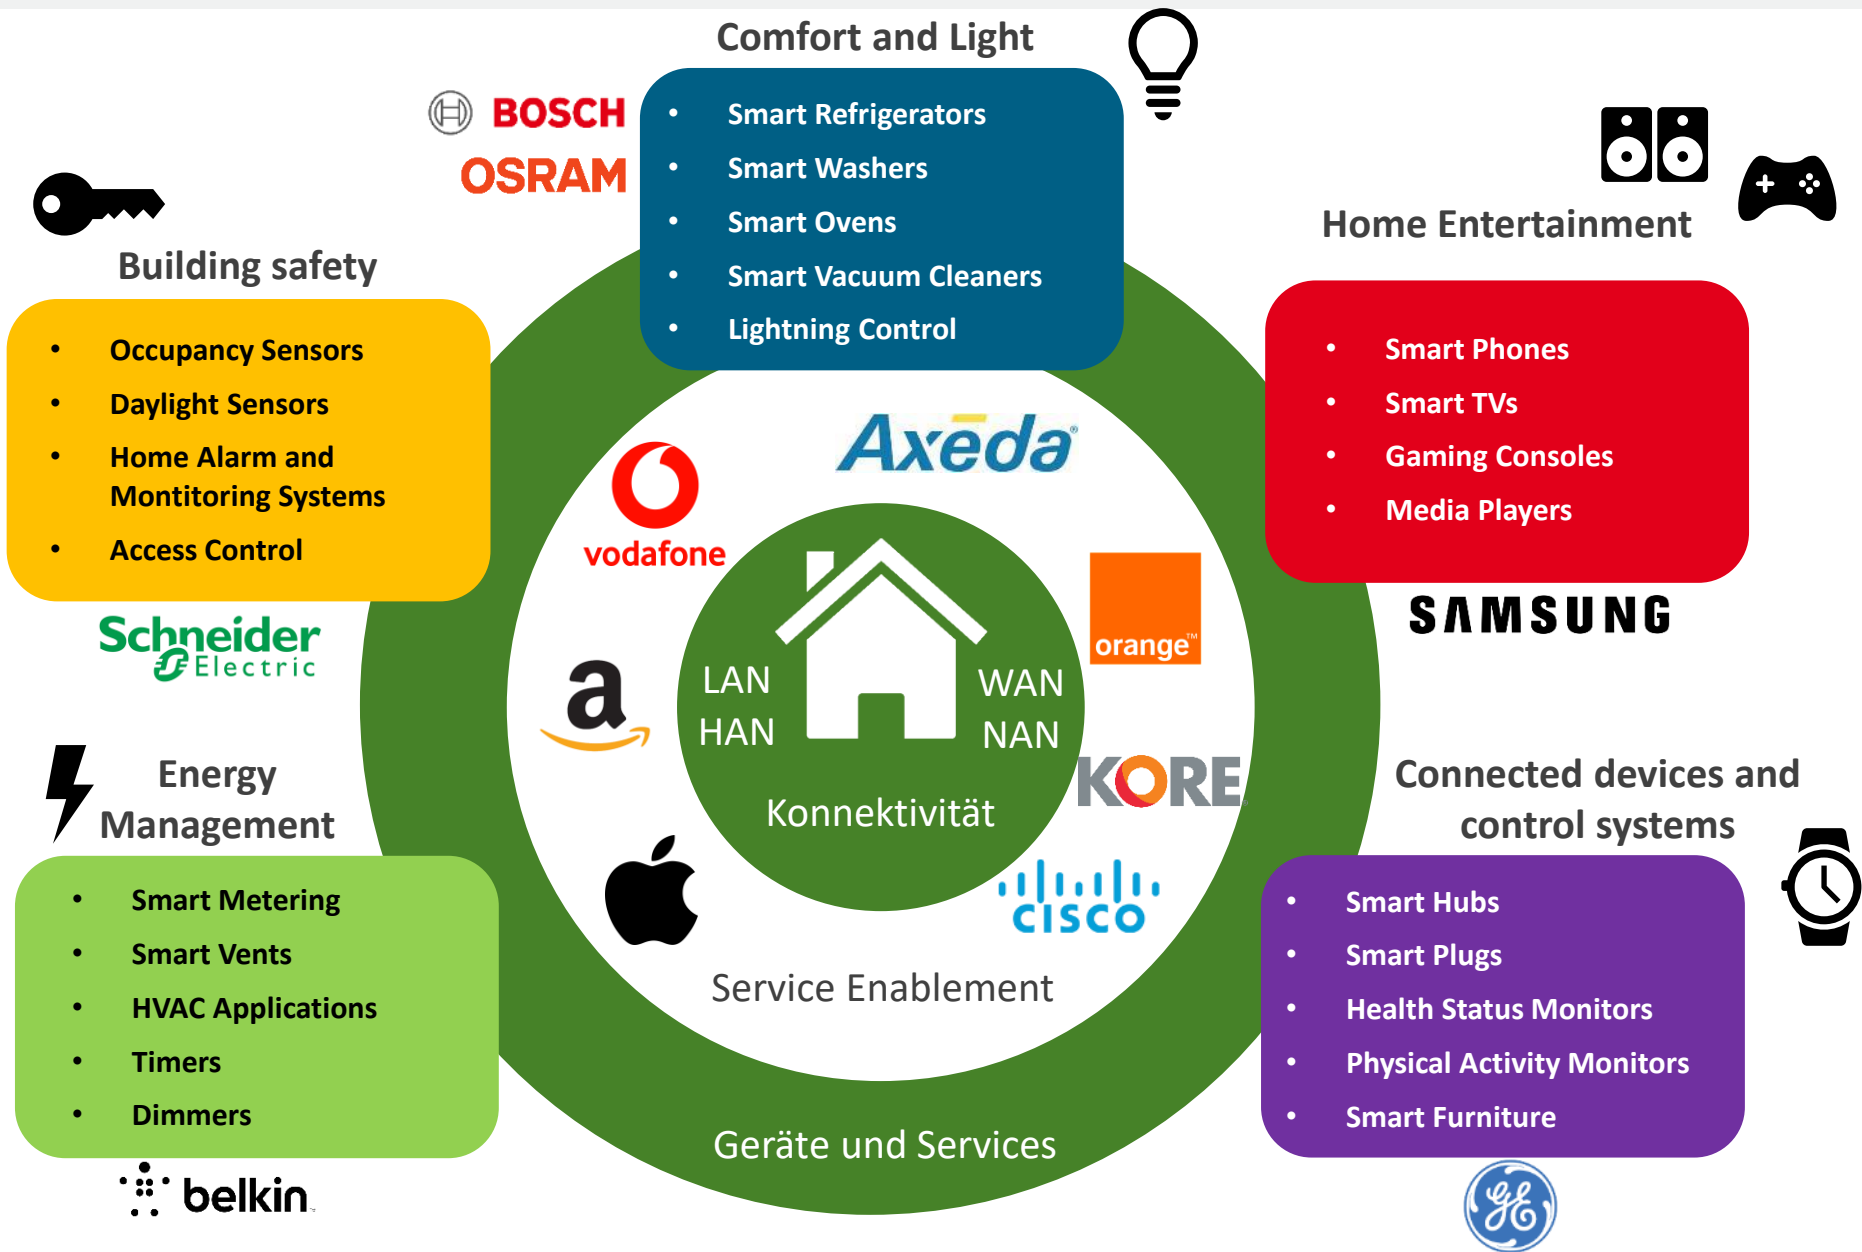 Comfort and Light
BOSCH
OSRAM
• Smart Refrigerators
• Smart Washers
• Smart Ovens
• Smart Vacuum Cleaners
• Lightning Control
Building safety
• Occupancy Sensors
• Daylight Sensors
• Home Alarm and
Montitoring Systems
• Access Control
Schneider
Electric
Home Entertainment
• Smart Phones
• Smart TVs
• Gaming Consoles
• Media Players
SAMSUNG
Axeda®
vodafone
orange™
a
KORE
CISCO
LAN
HAN
WAN
NAN
Konnektivität
Service Enablement
Geräte und Services
Energy
Management
• Smart Metering
• Smart Vents
• HVAC Applications
• Timers
• Dimmers
belkin
Connected devices and
control systems
• Smart Hubs
• Smart Plugs
• Health Status Monitors
• Physical Activity Monitors
• Smart Furniture
GE